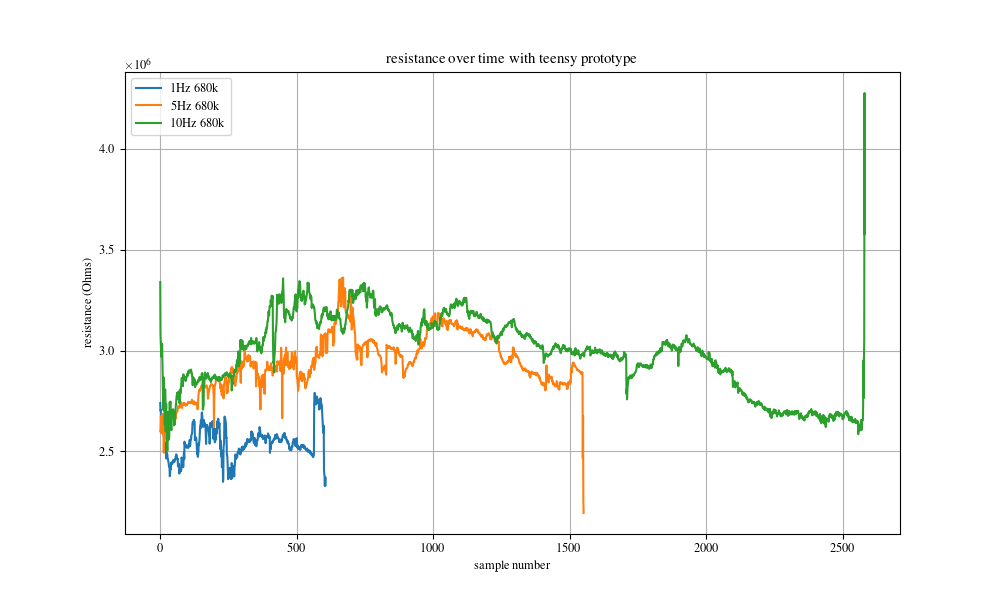 resistance over time with teensy prototype
×10⁶
1Hz 680k
5Hz 680k
10Hz 680k
4.0
3.5
3.0
2.5
resistance (Ohms)
0 500 1000 1500 2000 2500
sample number